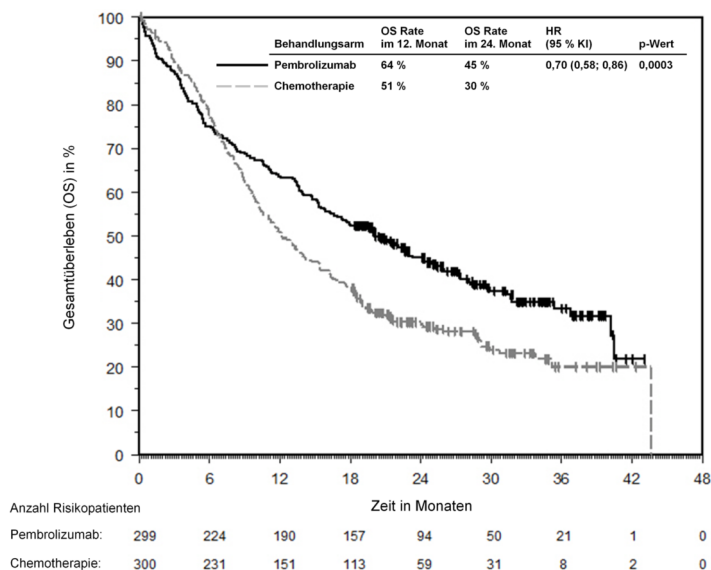 OS Rate OS Rate HR
Behandlungsarm im 12. Monat im 24. Monat (95 % KI) p-Wert
Pembrolizumab 64 % 45 % 0,70 (0,58; 0,86) 0,0003
Chemotherapie 51 % 30 %
Gesamtüberleben (OS) in %
100
90
80
70
60
50
40
30
20
10
0
0 6 12 18 24 30 36 42 48
Zeit in Monaten
Anzahl Risikopatienten
Pembrolizumab: 299 224 190 157 94 50 21 1 0
Chemotherapie: 300 231 151 113 59 31 8 2 0